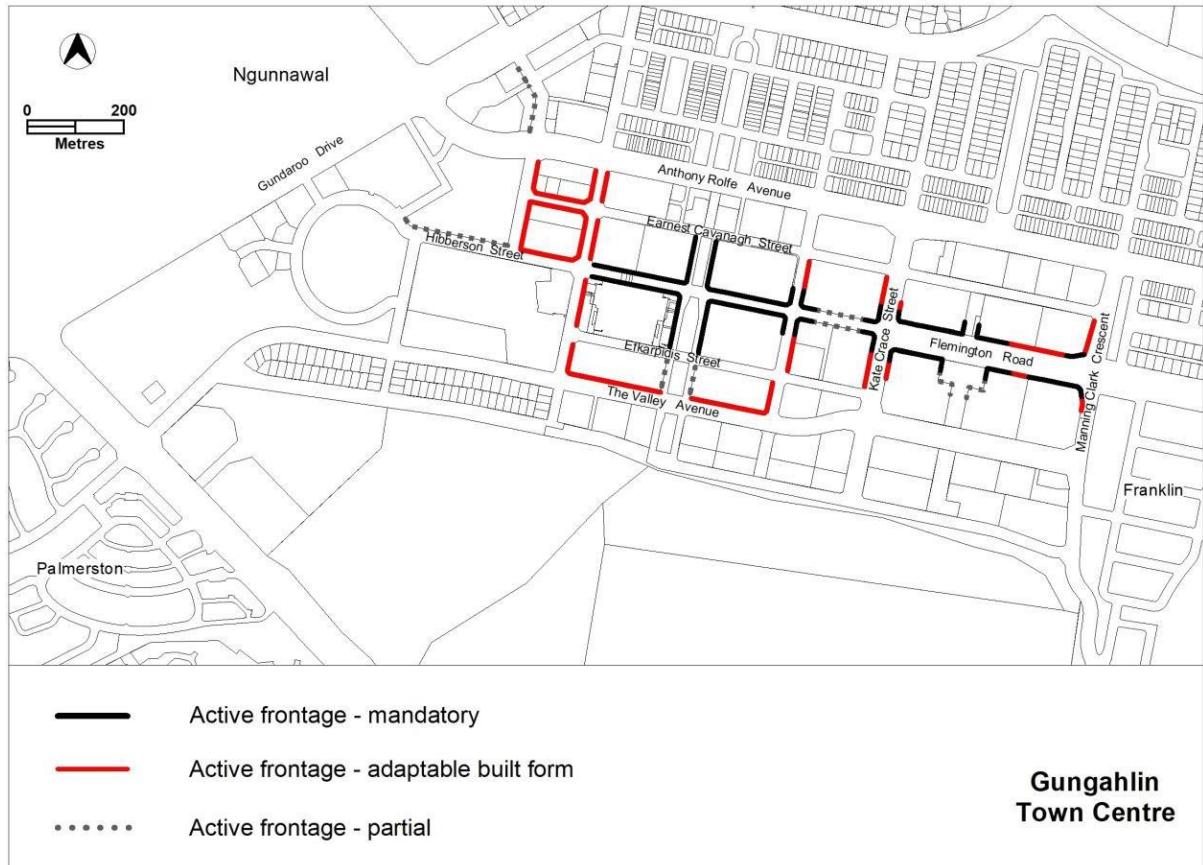 Ngunnawal
0 200
Metres
Gundaroo Drive
Anthony Rolfe Avenue
Earnest Cavanagh Street
Hibberson Street
Kate Crace Street
Flemington Road
Manning Clark Crescent
Efkarpidis Street
The Valley Avenue
Franklin
Palmerston
Active frontage - mandatory
Active frontage - adaptable built form
Active frontage - partial
Gungahlin
Town Centre